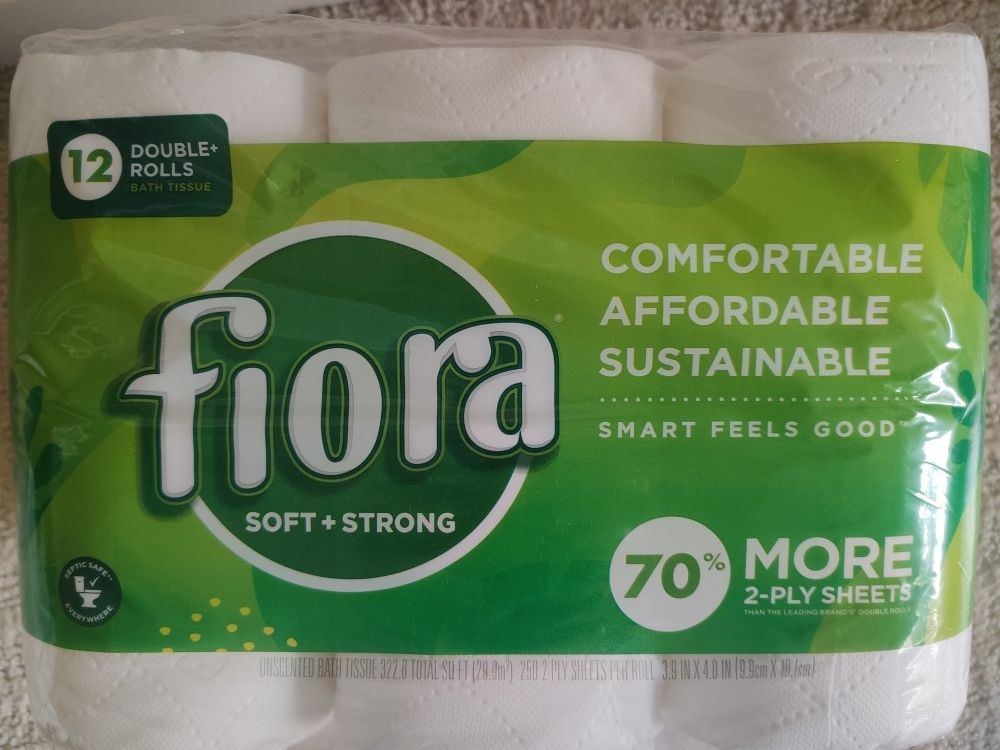 12 DOUBLE+
ROLLS
BATH TISSUE
fiora®
SOFT + STRONG
COMFORTABLE
AFFORDABLE
SUSTAINABLE
SMART FEELS GOOD™
SEPTIC SAFE**
EVERYWHERE
70% MORE
2-PLY SHEETS*
THAN THE LEADING BRAND'S* DOUBLE ROLLS
UNSCENTED BATH TISSUE 322.8 TOTAL SQ FT (29.9m²) 250 2 PLY SHEETS PER ROLL 3.9 IN X 4.0 IN (9.9cm X 10.1cm)